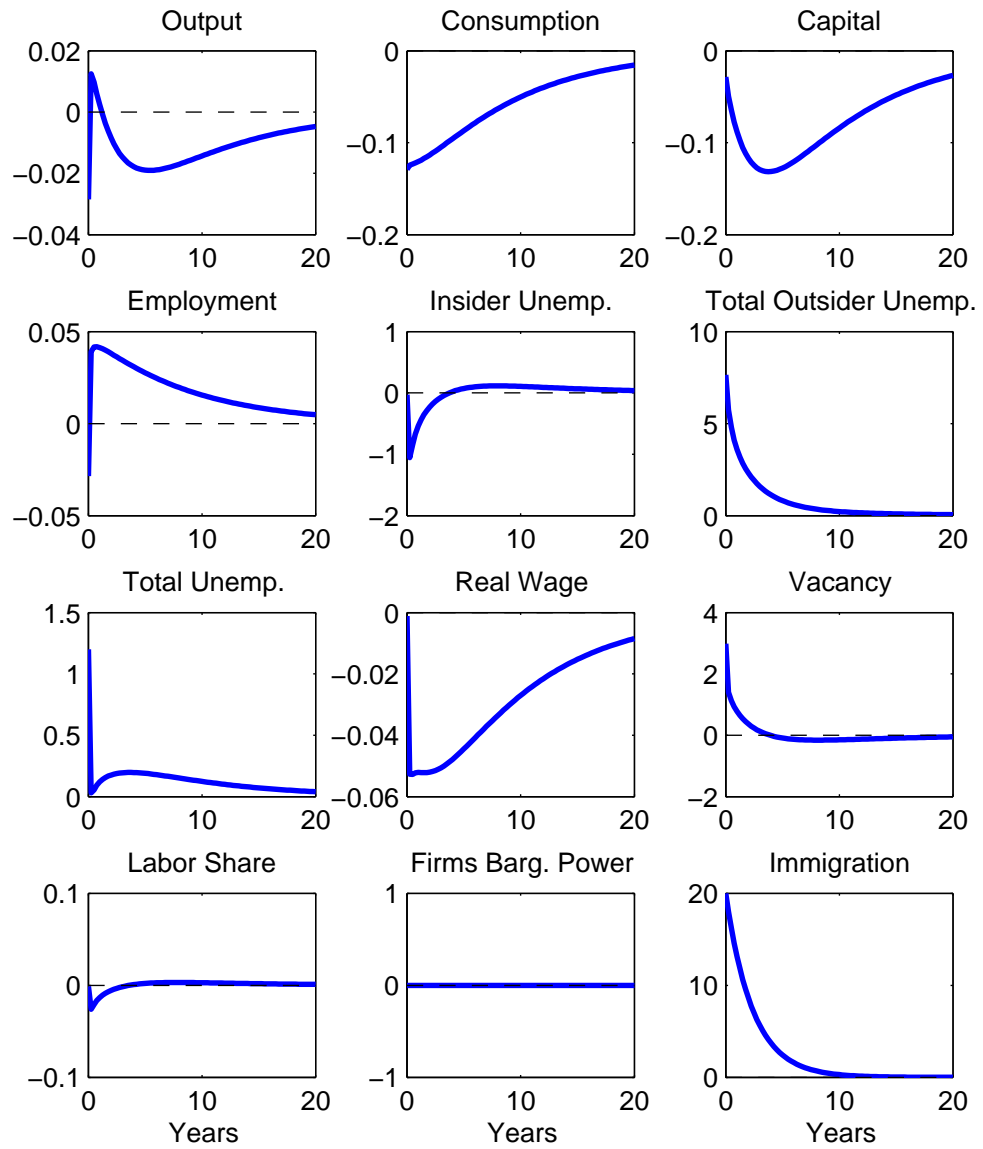 Output Consumption Capital
0.02 0 0
0
−0.1 −0.1
−0.02
−0.04 −0.2 −0.2
0 10 20 0 10 20 0 10 20
Employment Insider Unemp. Total Outsider Unemp.
0.05 1 10
0
0 −1 5
−0.05 −2 0
0 10 20 0 10 20 0 10 20
Total Unemp. Real Wage Vacancy
1.5 0 4
1 −0.02 2
0.5 −0.04 0
0 −0.06 −2
0 10 20 0 10 20 0 10 20
Labor Share Firms Barg. Power Immigration
0.1 1 20
0 0 10
−0.1 −1 0
0 10 20 0 10 20 0 10 20
Years Years Years